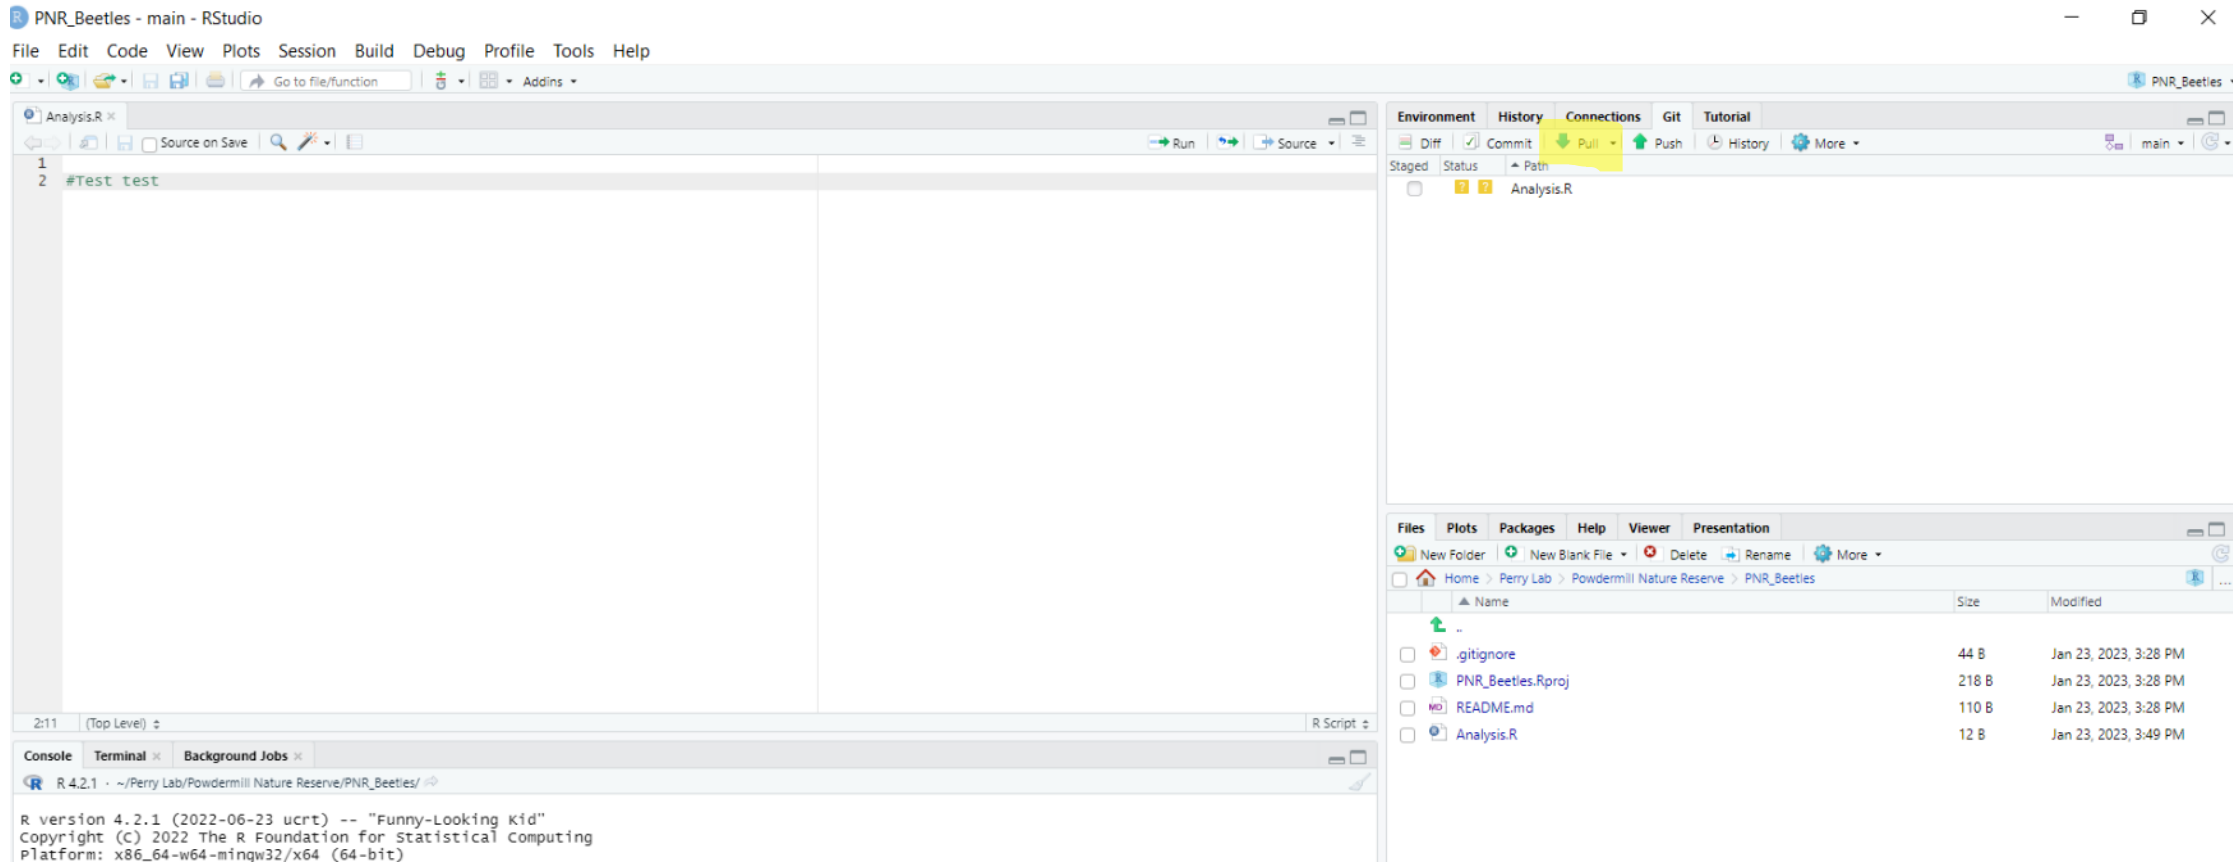 PNR_Beetles - main - RStudio
File Edit Code View Plots Session Build Debug Profile Tools Help
Go to file/function Addins PNR_Beetles
Analysis.R
Source on Save Run Source
1
2 #Test test
2:11 (Top Level) R Script
Console Terminal Background Jobs
R 4.2.1 · ~/Perry Lab/Powdermill Nature Reserve/PNR_Beetles/
R version 4.2.1 (2022-06-23 ucrt) -- "Funny-Looking Kid"
Copyright (C) 2022 The R Foundation for Statistical Computing
Platform: x86_64-w64-mingw32/x64 (64-bit)
Environment History Connections Git Tutorial
Diff Commit Pull Push History More main
Staged Status Path
? ? Analysis.R
Files Plots Packages Help Viewer Presentation
New Folder New Blank File Delete Rename More
Home > Perry Lab > Powdermill Nature Reserve > PNR_Beetles ...
Name Size Modified
..
.gitignore 44 B Jan 23, 2023, 3:28 PM
PNR_Beetles.Rproj 218 B Jan 23, 2023, 3:28 PM
README.md 110 B Jan 23, 2023, 3:28 PM
Analysis.R 12 B Jan 23, 2023, 3:49 PM